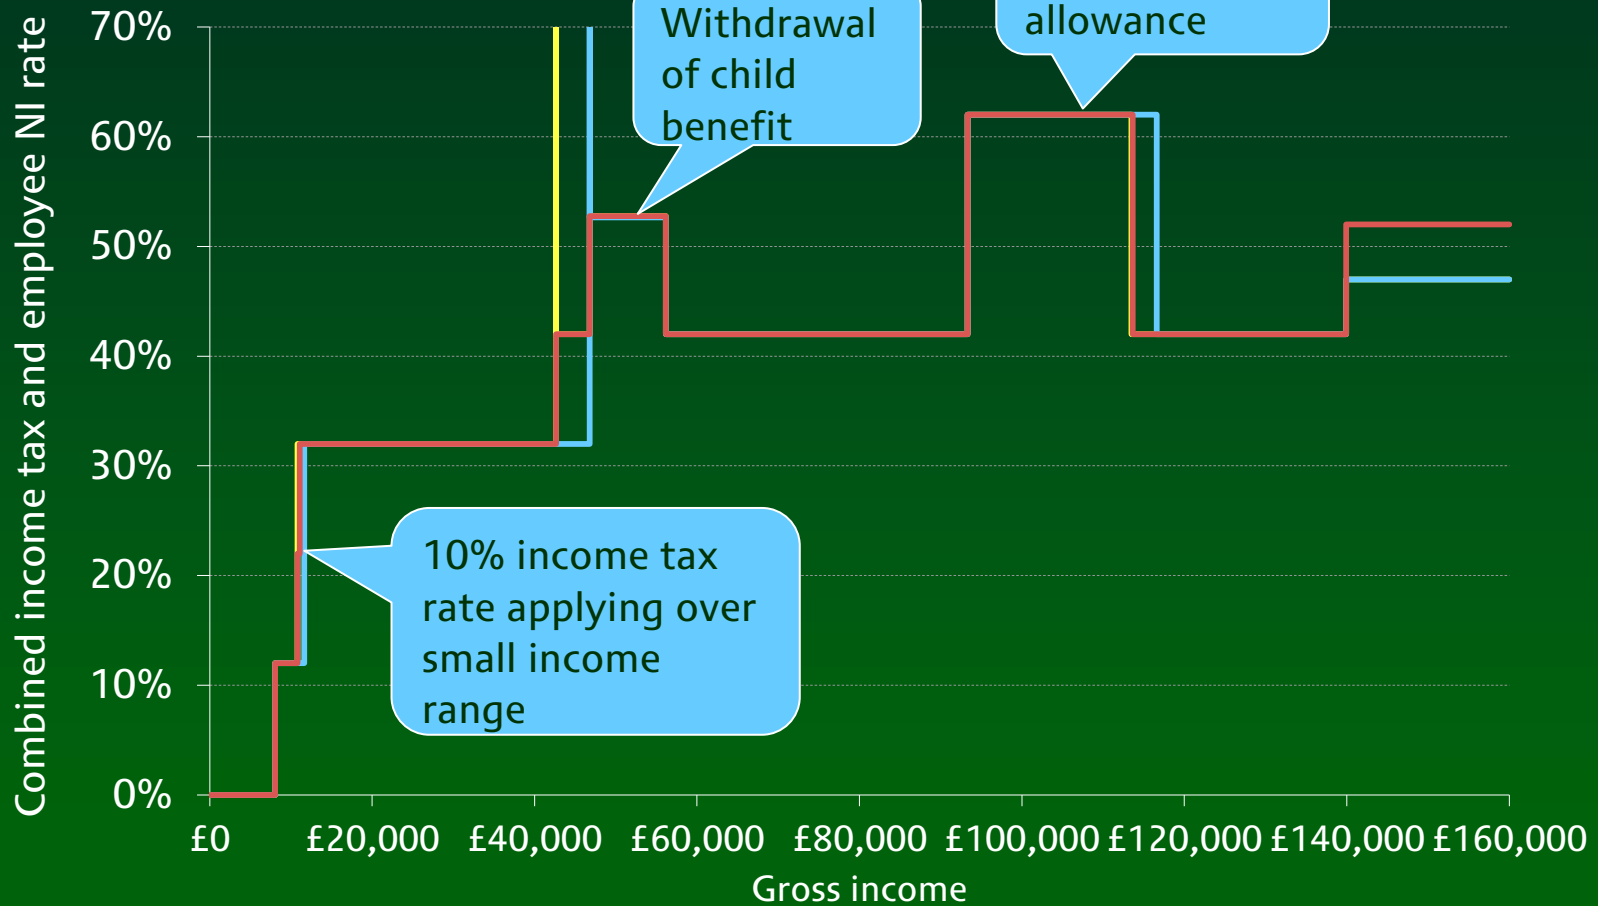 Combined income tax and employee NI rate
70%
60%
50%
40%
30%
20%
10%
0%
Withdrawal
of child
benefit
allowance
10% income tax
rate applying over
small income
range
£0
£20,000
£40,000
£60,000
£80,000
£100,000
£120,000
£140,000
£160,000
Gross income